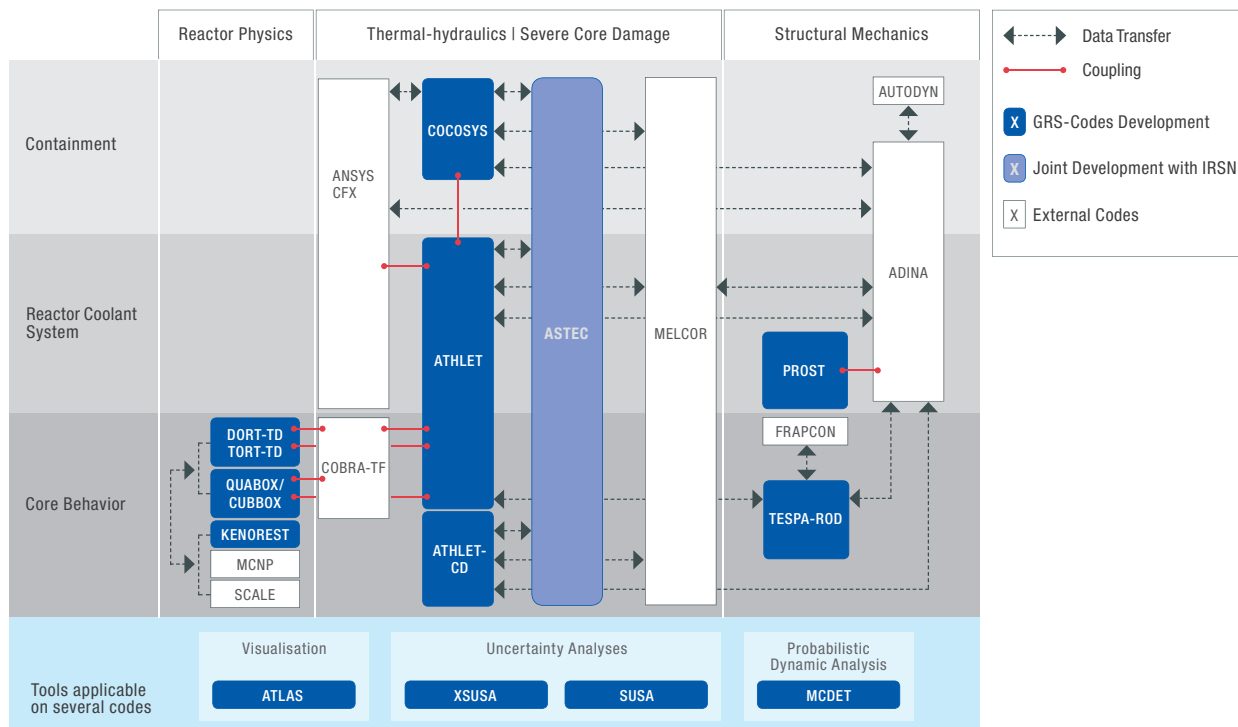 Reactor Physics
Thermal-hydraulics | Severe Core Damage
Structural Mechanics
Data Transfer
Coupling
X
GRS-Codes Development
X
Joint Development with IRSN
X
External Codes
Containment
ANSYS
CFX
COCOSYS
AUTODYN
Reactor Coolant
System
ATHLET
ASTEC
MELCOR
ADINA
PROST
Core Behavior
DORT-TD
TORT-TD
QUABOX/
CUBBOX
KENOREST
MCNP
SCALE
COBRA-TF
ATHLET-
CD
FRAPCON
TESPA-ROD
Tools applicable
on several codes
Visualisation
ATLAS
Uncertainty Analyses
XSUSA
SUSA
Probabilistic
Dynamic Analysis
MCDET